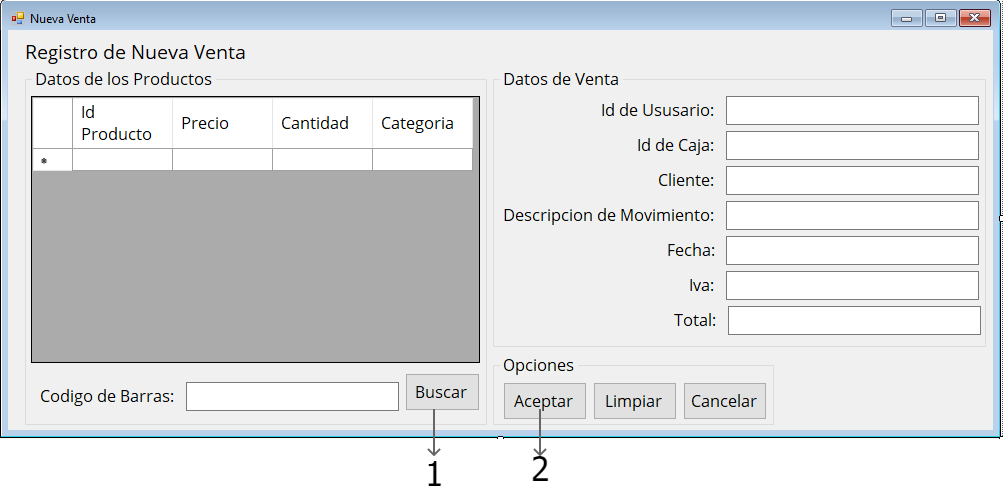 Nueva Venta
Registro de Nueva Venta
Datos de los Productos
Id Producto
Precio
Cantidad
Categoria
*
Codigo de Barras:
Buscar
Datos de Venta
Id de Ususario:
Id de Caja:
Cliente:
Descripcion de Movimiento:
Fecha:
Iva:
Total:
Opciones
Aceptar
Limpiar
Cancelar
1
2